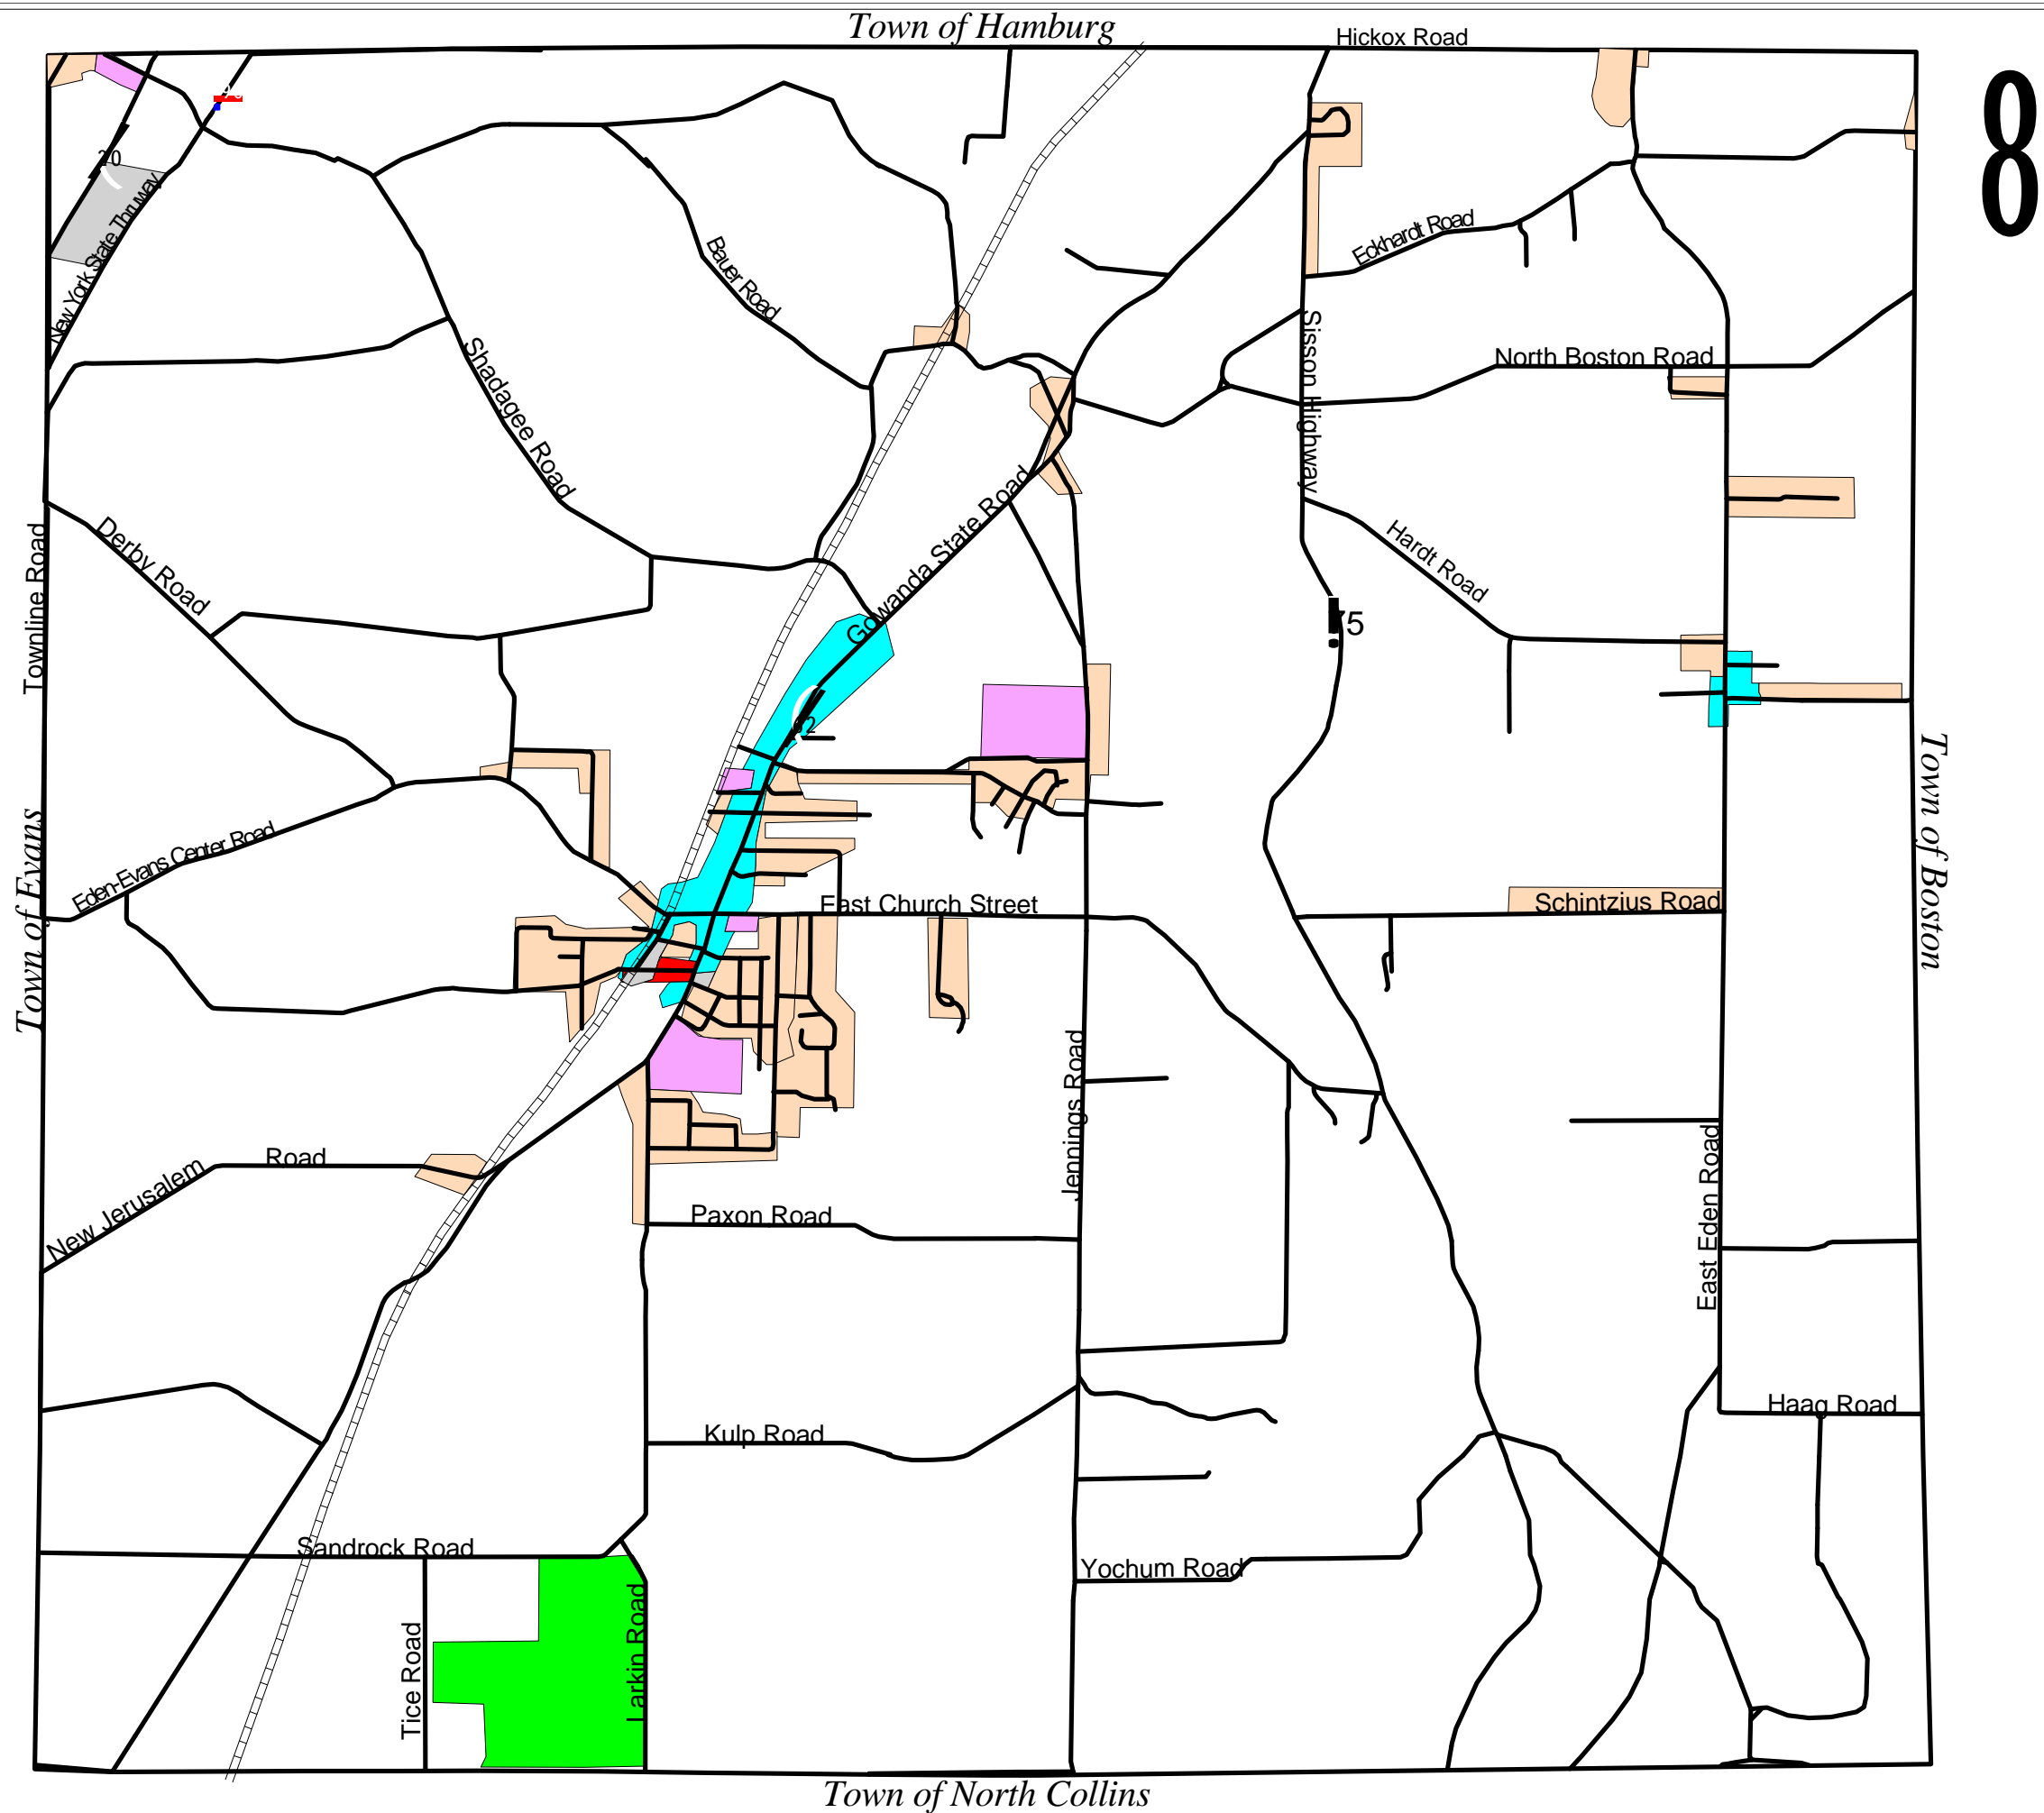 Town of Hamburg
Hickox Road
8
20
New York State Thruway
Eckhardt Road
Bauer Road
Sisson Highway
North Boston Road
Shadagee Road
Gowanda State Road
Townline Road
Derby Road
Hardt Road
75
62
Town of Boston
Town of Evans
Eden-Evans Center Road
East Church Street
Schintzius Road
Jennings Road
East Eden Road
New Jerusalem Road
Paxon Road
Haag Road
Kulp Road
Sandrock Road
Yochum Road
Tice Road
Larkin Road
Town of North Collins